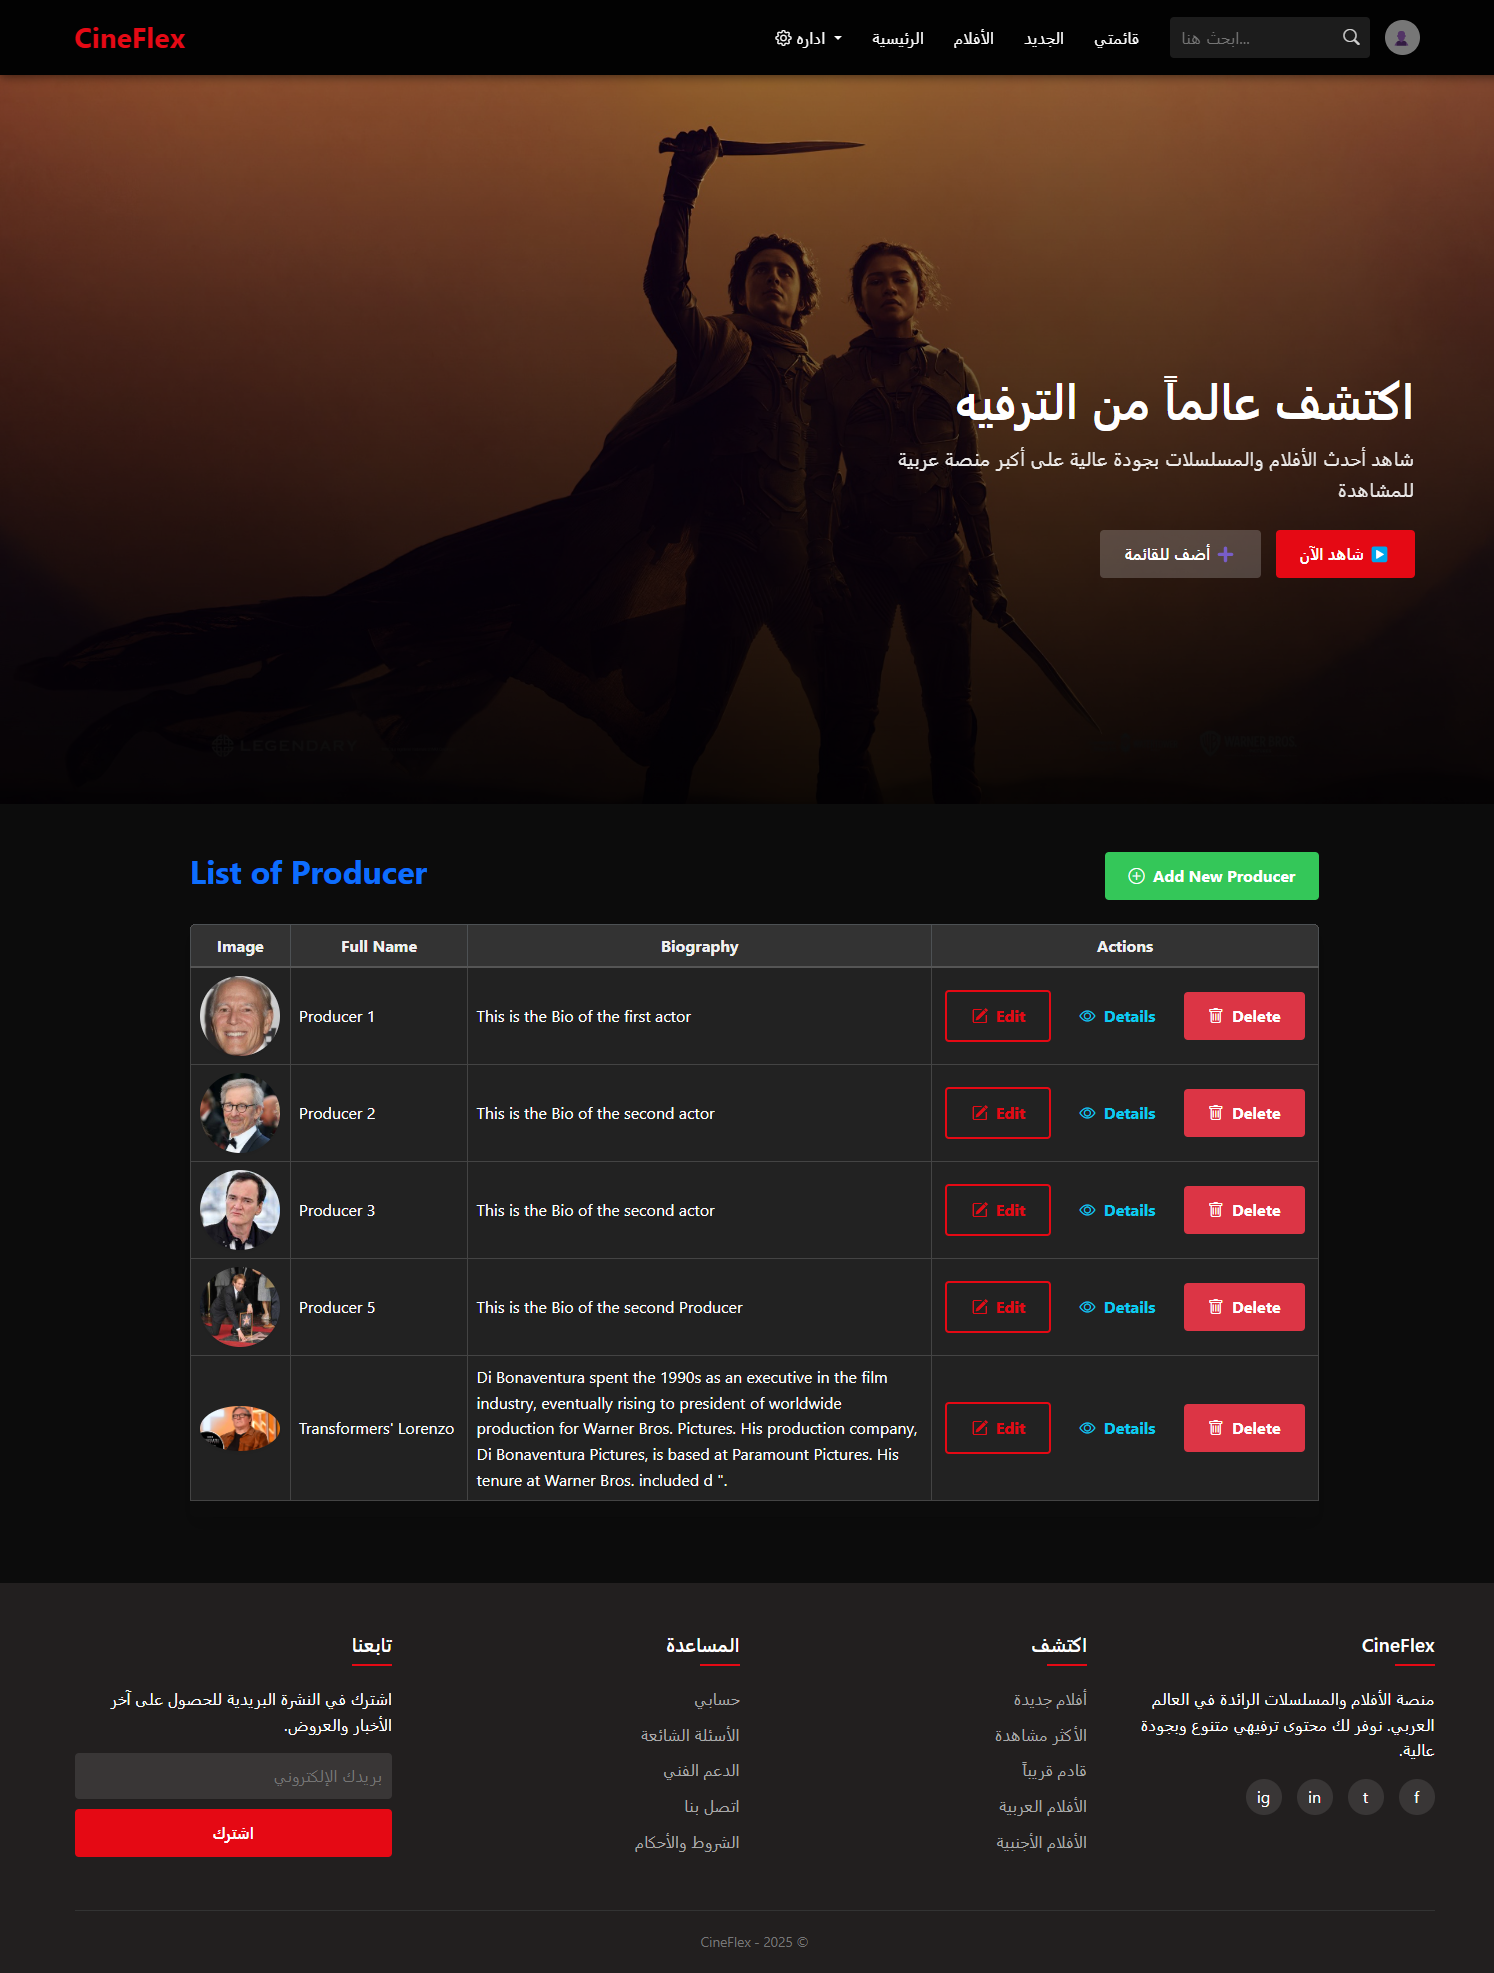 CineFlex
اداره
الرئيسية
الأفلام
الجديد
قائمتي
ابحث هنا...
اكتشف عالماً من الترفيه
شاهد أحدث الأفلام والمسلسلات بجودة عالية على أكبر منصة عربية
للمشاهدة
شاهد الآن
أضف للقائمة
LEGENDARY
List of Producer
Add New Producer
Image Full Name Biography Actions
Producer 1 This is the Bio of the first actor Edit Details Delete
Producer 2 This is the Bio of the second actor Edit Details Delete
Producer 3 This is the Bio of the second actor Edit Details Delete
Producer 5 This is the Bio of the second Producer Edit Details Delete
Transformers' Lorenzo
Di Bonaventura spent the 1990s as an executive in the film
industry, eventually rising to president of worldwide
production for Warner Bros. Pictures. His production company,
Di Bonaventura Pictures, is based at Paramount Pictures. His
tenure at Warner Bros. included d ".
Edit Details Delete
CineFlex
منصة الأفلام والمسلسلات الرائدة في العالم
العربي. نوفر لك محتوى ترفيهي متنوع وبجودة
عالية.
f t in ig
اكتشف
أفلام جديدة
الأكثر مشاهدة
قادم قريباً
الأفلام العربية
الأفلام الأجنبية
المساعدة
حسابي
الأسئلة الشائعة
الدعم الفني
اتصل بنا
الشروط والأحكام
تابعنا
اشترك في النشرة البريدية للحصول على آخر
الأخبار والعروض.
بريدك الإلكتروني
اشترك
CineFlex - 2025 ©